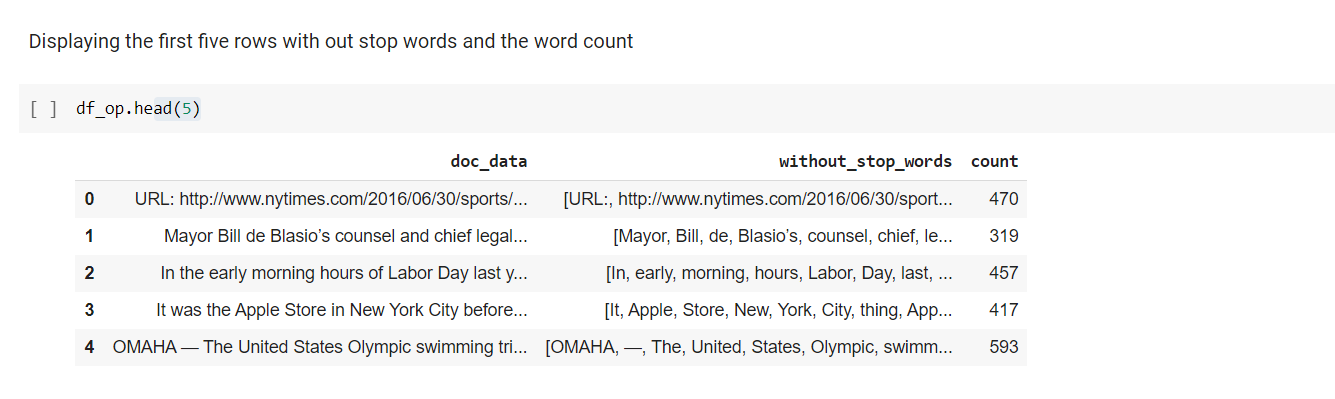 Displaying the first five rows with out stop words and the word count
[ ] df_op.head(5)
doc_data without_stop_words count
0 URL: http://www.nytimes.com/2016/06/30/sports/... [URL:, http://www.nytimes.com/2016/06/30/sport... 470
1 Mayor Bill de Blasio’s counsel and chief legal... [Mayor, Bill, de, Blasio’s, counsel, chief, le... 319
2 In the early morning hours of Labor Day last y... [In, early, morning, hours, Labor, Day, last, ... 457
3 It was the Apple Store in New York City before... [It, Apple, Store, New, York, City, thing, App... 417
4 OMAHA — The United States Olympic swimming tri... [OMAHA, —, The, United, States, Olympic, swimm... 593